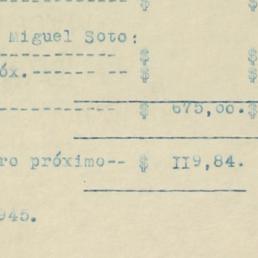 ---------------- $ $
Miguel Soto:
---------------- $ $
óx.------ --- $ $
---------------- $ 675,00.$
ro próximo-- $ II9,84.
945.